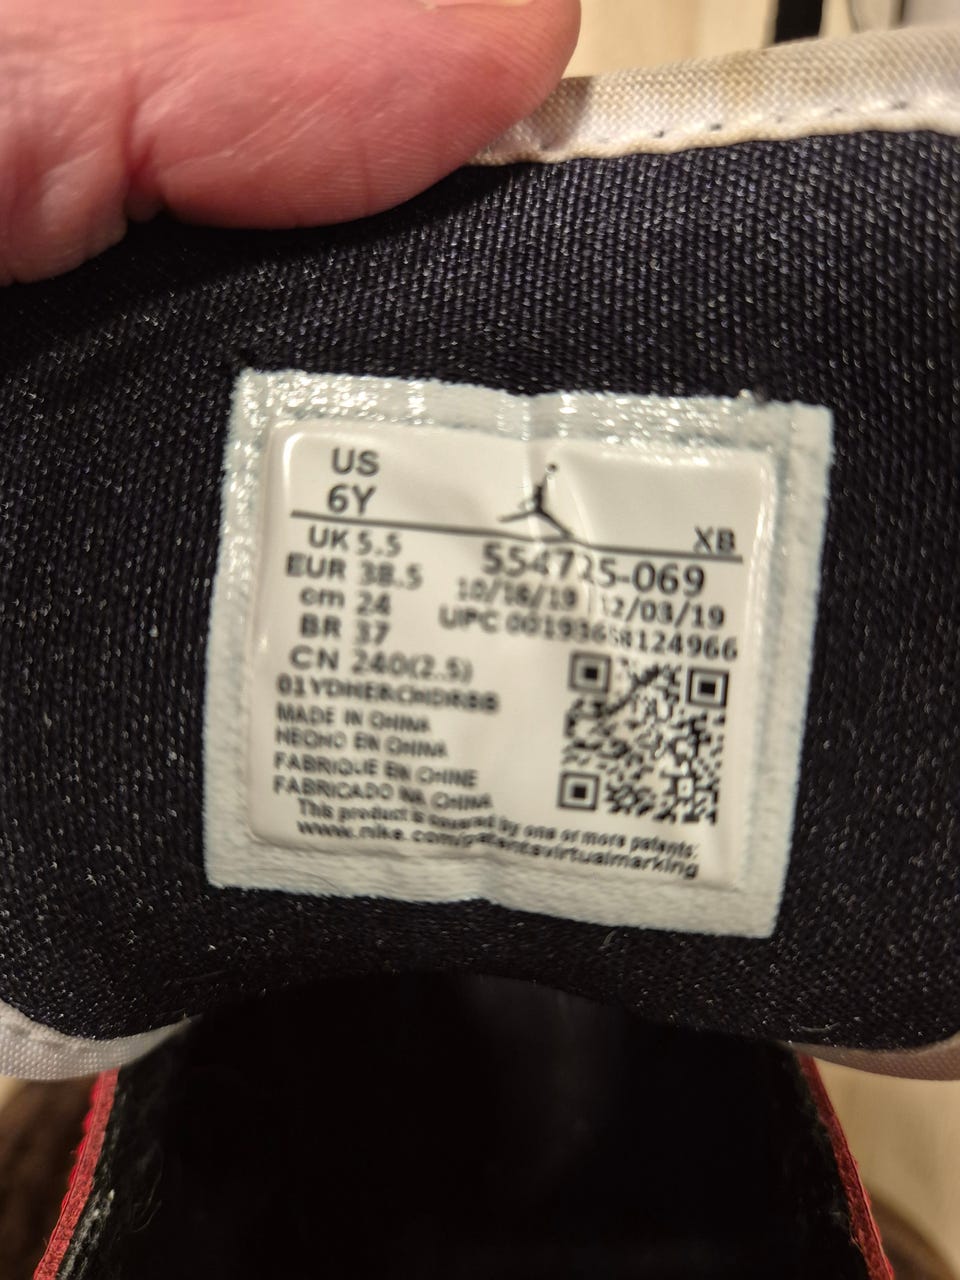 US
6Y
XB
UK 5.5
EUR 38.5
cm 24
BR 37
CN 240(2.5)
554725-069
10/16/19 12/03/19
UPC 00193658124966
MADE IN CHINA
HECHO EN CHINA
FABRIQUE EN CHINE
FABRICADO NA CHINA
This product is covered by one or more patents:
www.nike.com/patentsvirtualmarking